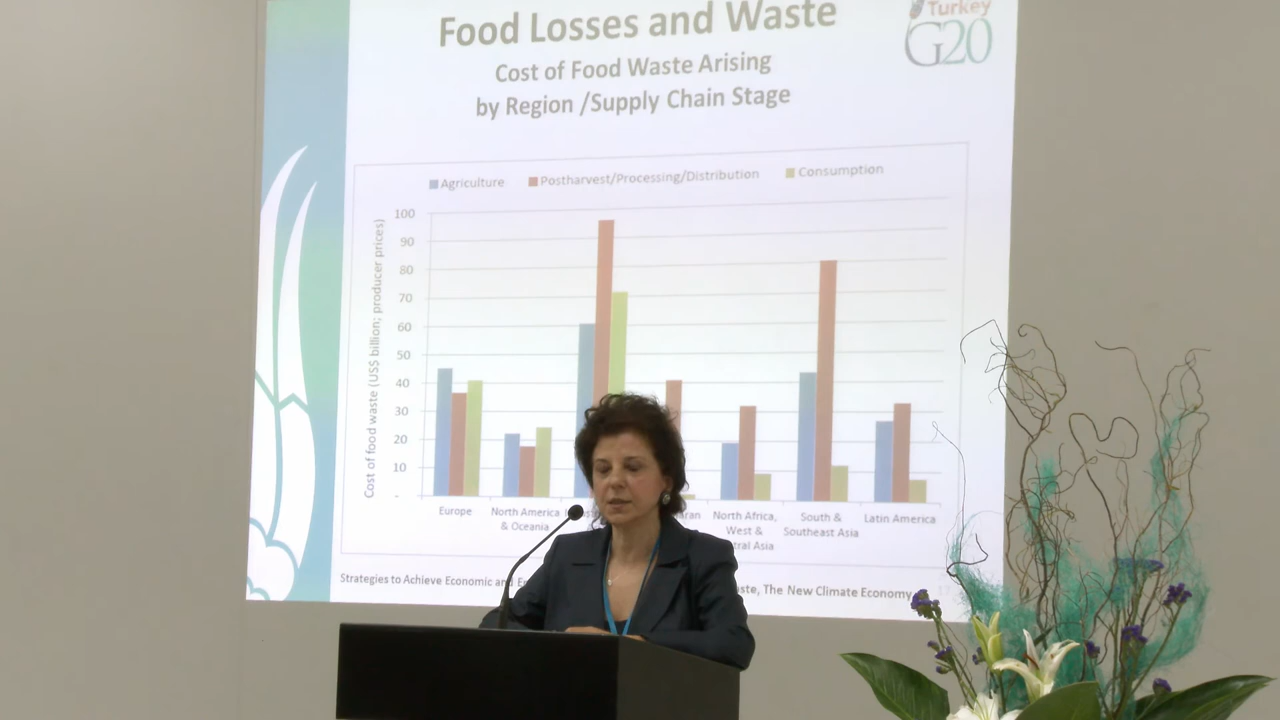 Food Losses and Waste
Turkey
G20
Cost of Food Waste Arising
by Region /Supply Chain Stage
Agriculture
Postharvest/Processing/Distribution
Consumption
Cost of food waste (US$ billion; producer prices)
100
90
80
70
60
50
40
30
20
10
-
Europe
North America
& Oceania
North Africa,
West &
South &
Southeast Asia
Latin America
Asia
Strategies to Achieve Economic and
The New Climate Economy